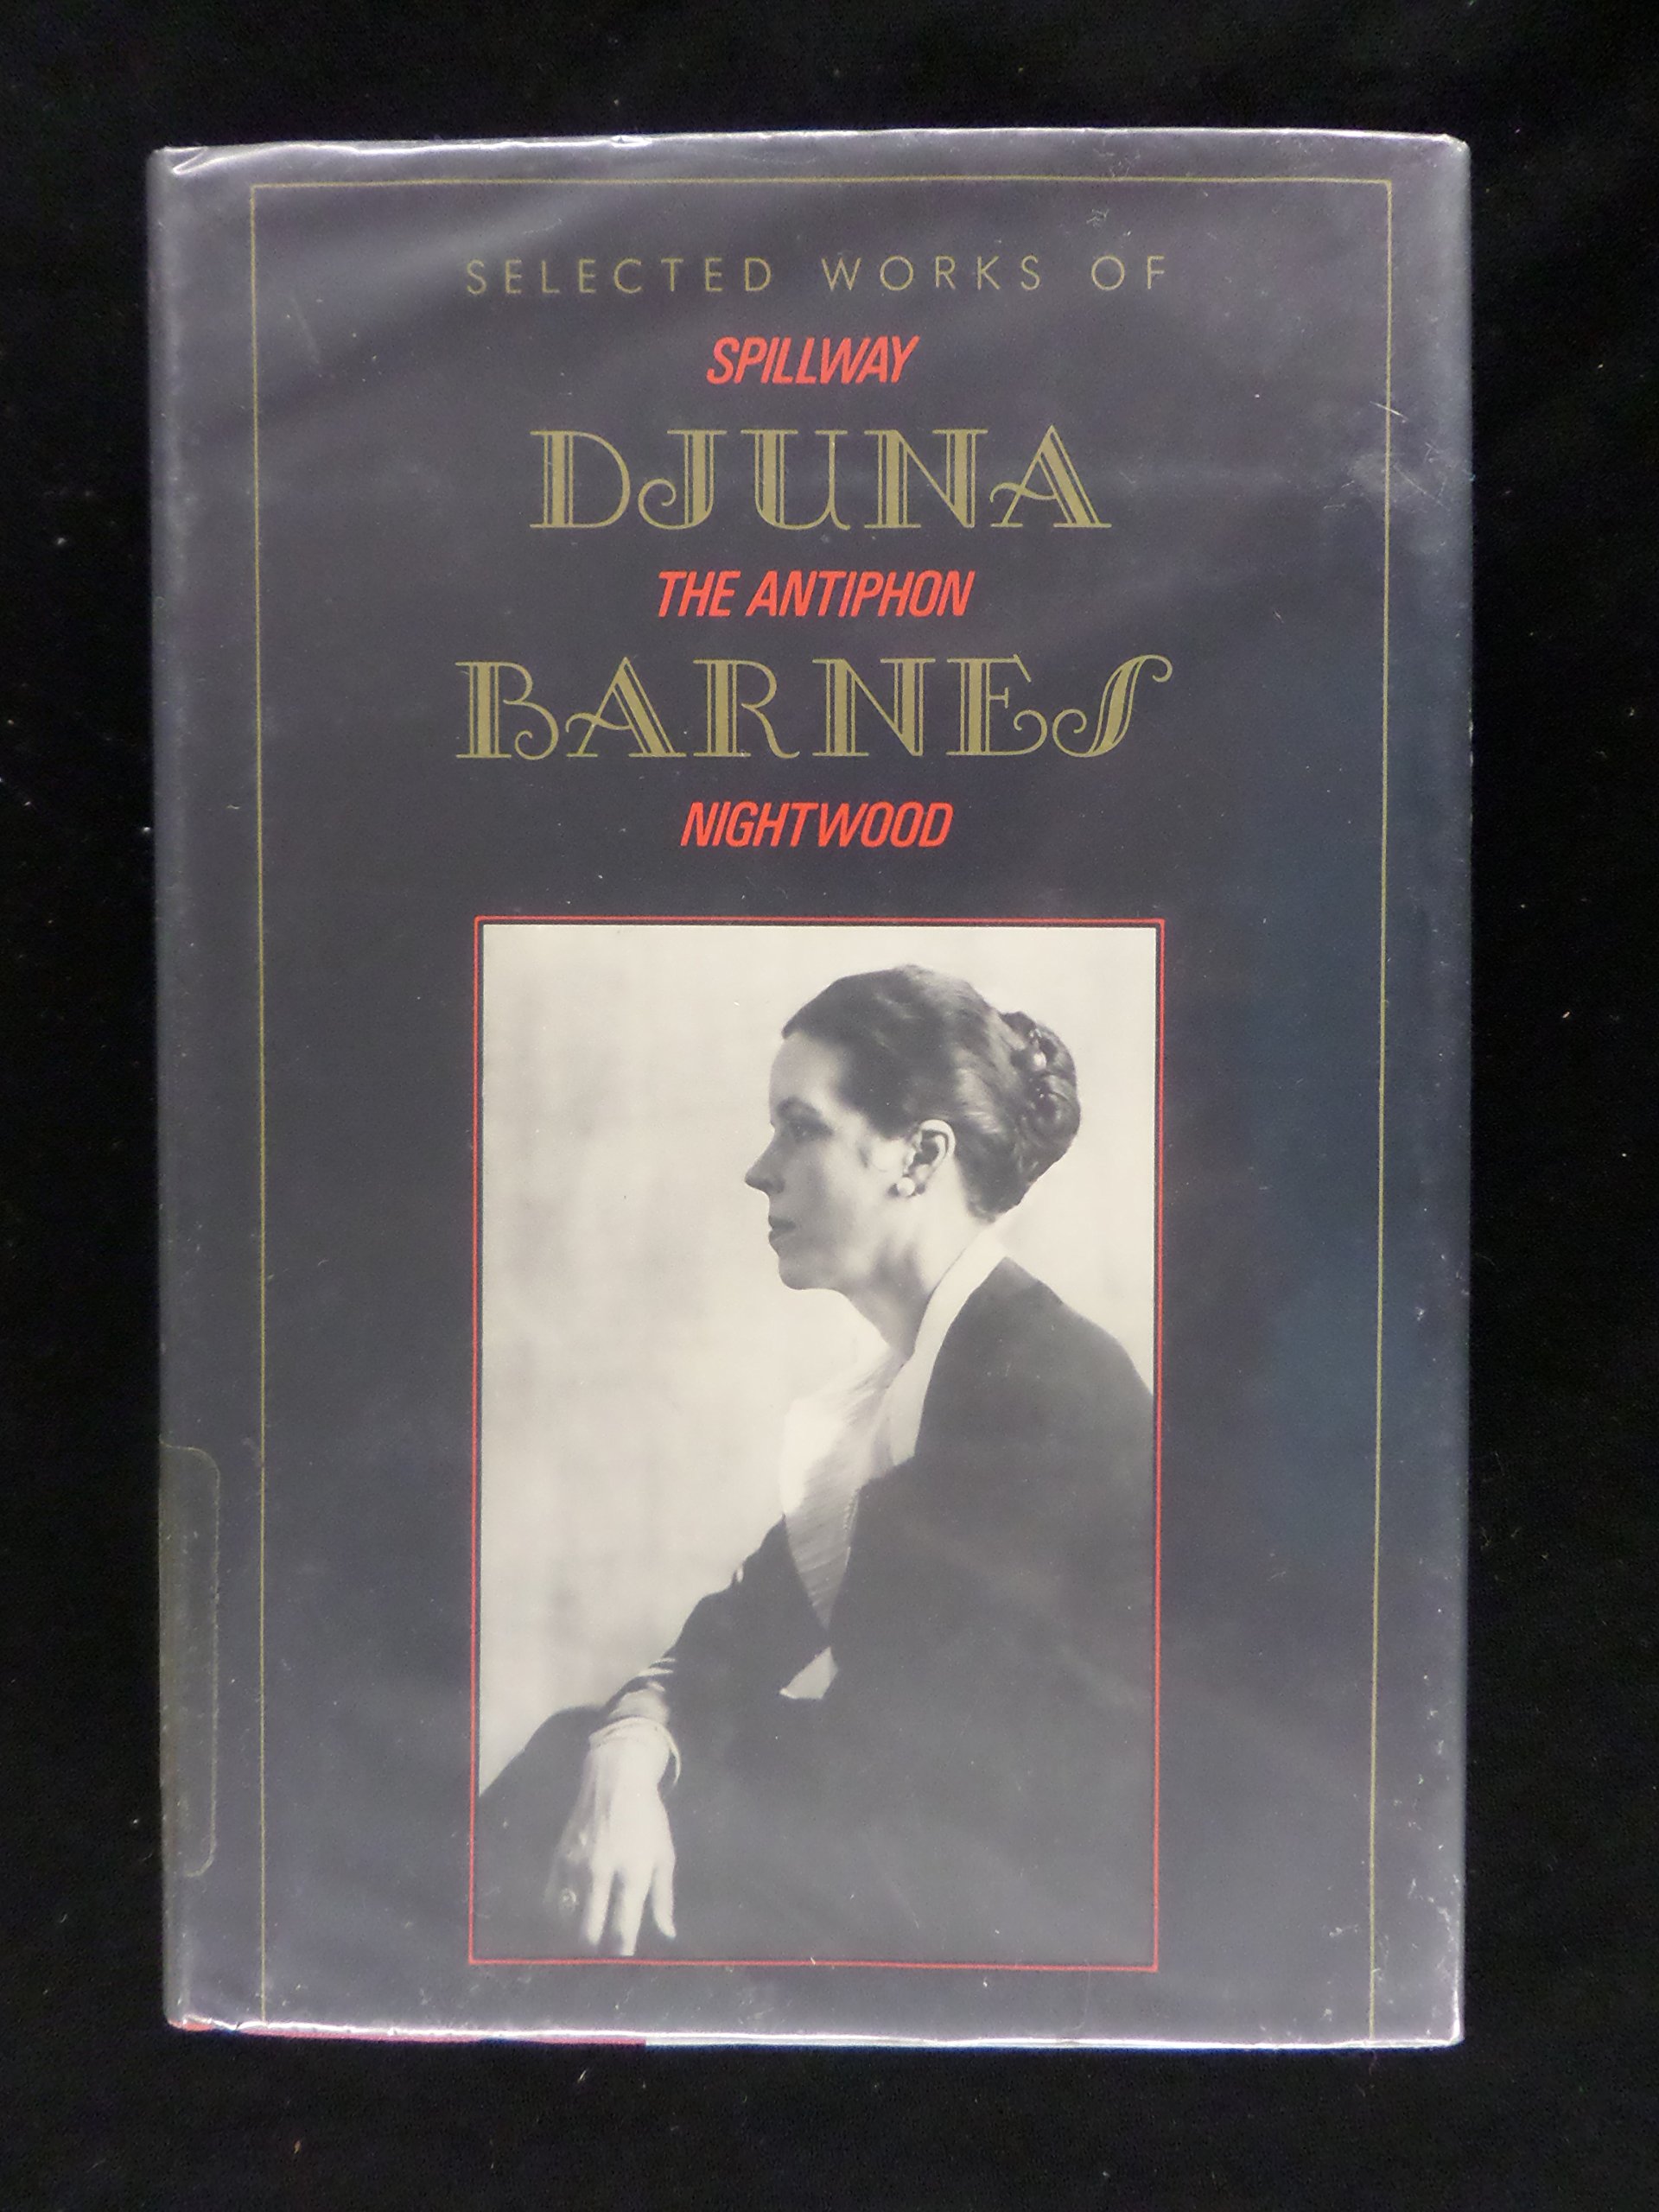 SELECTED WORKS OF
SPILLWAY
DJUNA
THE ANTIPHON
BARNES
NIGHTWOOD